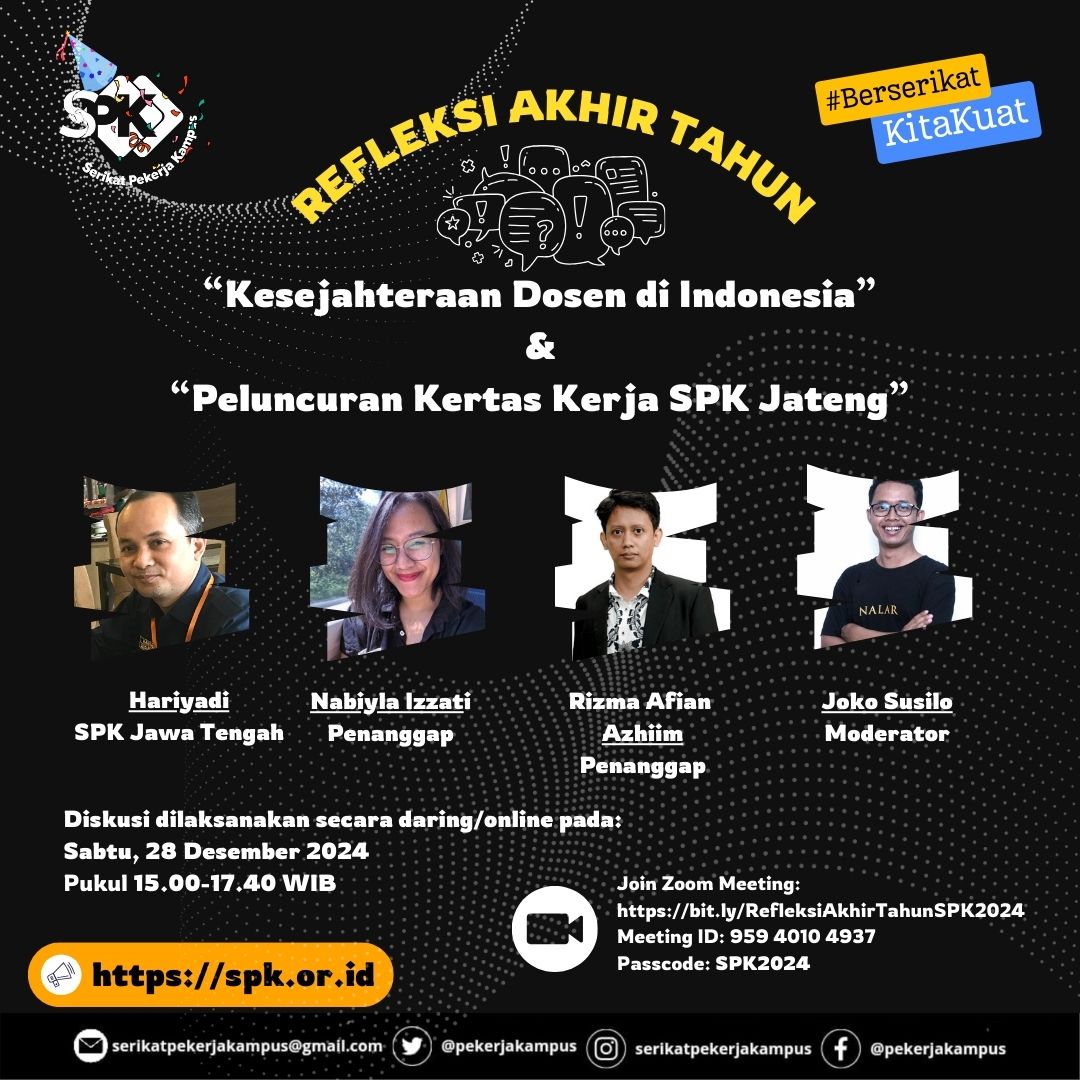 SPK
Serikat Pekerja Kampus
#Berserikat
KitaKuat
REFLEKSI AKHIR TAHUN
“Kesejahteraan Dosen di Indonesia”
&
“Peluncuran Kertas Kerja SPK Jateng”
NALAR
Hariyadi
SPK Jawa Tengah
Nabiyla Izzati
Penanggap
Rizma Afian
Azhiim
Penanggap
Joko Susilo
Moderator
Diskusi dilaksanakan secara daring/online pada:
Sabtu, 28 Desember 2024
Pukul 15.00-17.40 WIB
Join Zoom Meeting:
https://bit.ly/RefleksiAkhirTahunSPK2024
Meeting ID: 959 4010 4937
Passcode: SPK2024
https://spk.or.id
serikatpekerjakampus@gmail.com
@pekerjakampus
serikatpekerjakampus
@pekerjakampus